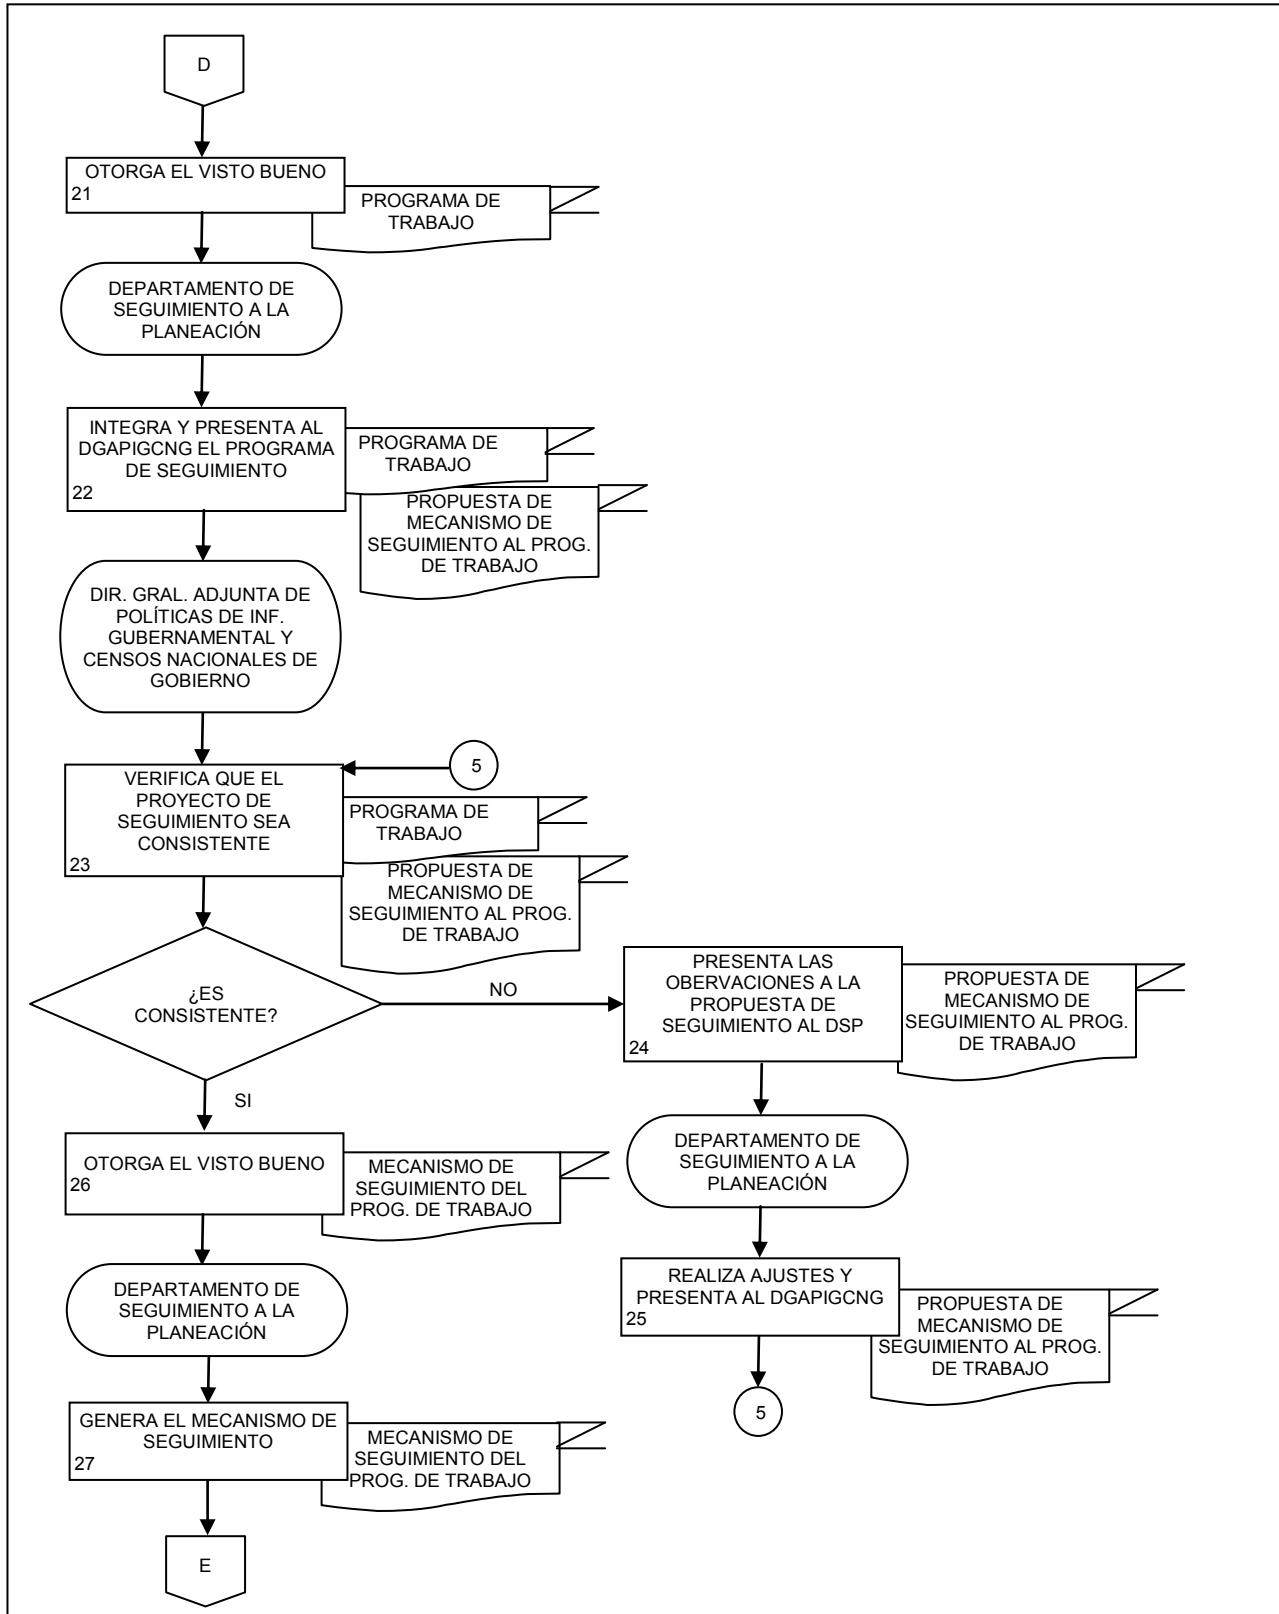 D
OTORGA EL VISTO BUENO
21
PROGRAMA DE
TRABAJO
DEPARTAMENTO DE
SEGUIMIENTO A LA
PLANEACIÓN
INTEGRA Y PRESENTA AL
DGAPIGCNG EL PROGRAMA
DE SEGUIMIENTO
22
PROGRAMA DE
TRABAJO
PROPUESTA DE
MECANISMO DE
SEGUIMIENTO AL PROG.
DE TRABAJO
DIR. GRAL. ADJUNTA DE
POLÍTICAS DE INF.
GUBERNAMENTAL Y
CENSOS NACIONALES DE
GOBIERNO
5
VERIFICA QUE EL
PROYECTO DE
SEGUIMIENTO SEA
CONSISTENTE
23
PROGRAMA DE
TRABAJO
PROPUESTA DE
MECANISMO DE
SEGUIMIENTO AL PROG.
DE TRABAJO
¿ES
CONSISTENTE?
NO
PRESENTA LAS
OBERVACIONES A LA
PROPUESTA DE
SEGUIMIENTO AL DSP
24
PROPUESTA DE
MECANISMO DE
SEGUIMIENTO AL PROG.
DE TRABAJO
DEPARTAMENTO DE
SEGUIMIENTO A LA
PLANEACIÓN
REALIZA AJUSTES Y
PRESENTA AL DGAPIGCNG
25
PROPUESTA DE
MECANISMO DE
SEGUIMIENTO AL PROG.
DE TRABAJO
5
SI
OTORGA EL VISTO BUENO
26
MECANISMO DE
SEGUIMIENTO DEL
PROG. DE TRABAJO
DEPARTAMENTO DE
SEGUIMIENTO A LA
PLANEACIÓN
GENERA EL MECANISMO DE
SEGUIMIENTO
27
MECANISMO DE
SEGUIMIENTO DEL
PROG. DE TRABAJO
E